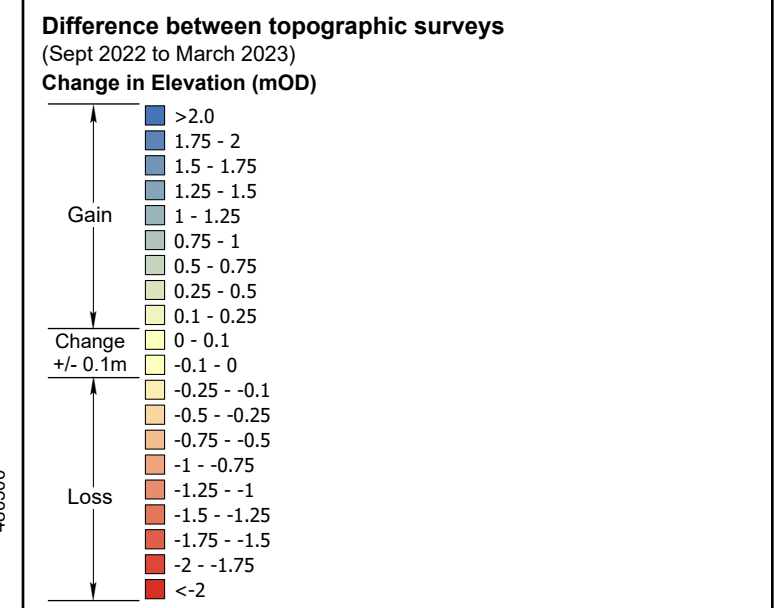 Difference between topographic surveys
(Sept 2022 to March 2023)
Change in Elevation (mOD)
>2.0
1.75 - 2
1.5 - 1.75
1.25 - 1.5
Gain
1 - 1.25
0.75 - 1
0.5 - 0.75
0.25 - 0.5
0.1 - 0.25
Change
+/- 0.1m
0 - 0.1
-0.1 - 0
-0.25 - -0.1
-0.5 - -0.25
-0.75 - -0.5
-1 - -0.75
Loss
-1.25 - -1
-1.5 - -1.25
-1.75 - -1.5
-2 - -1.75
<-2